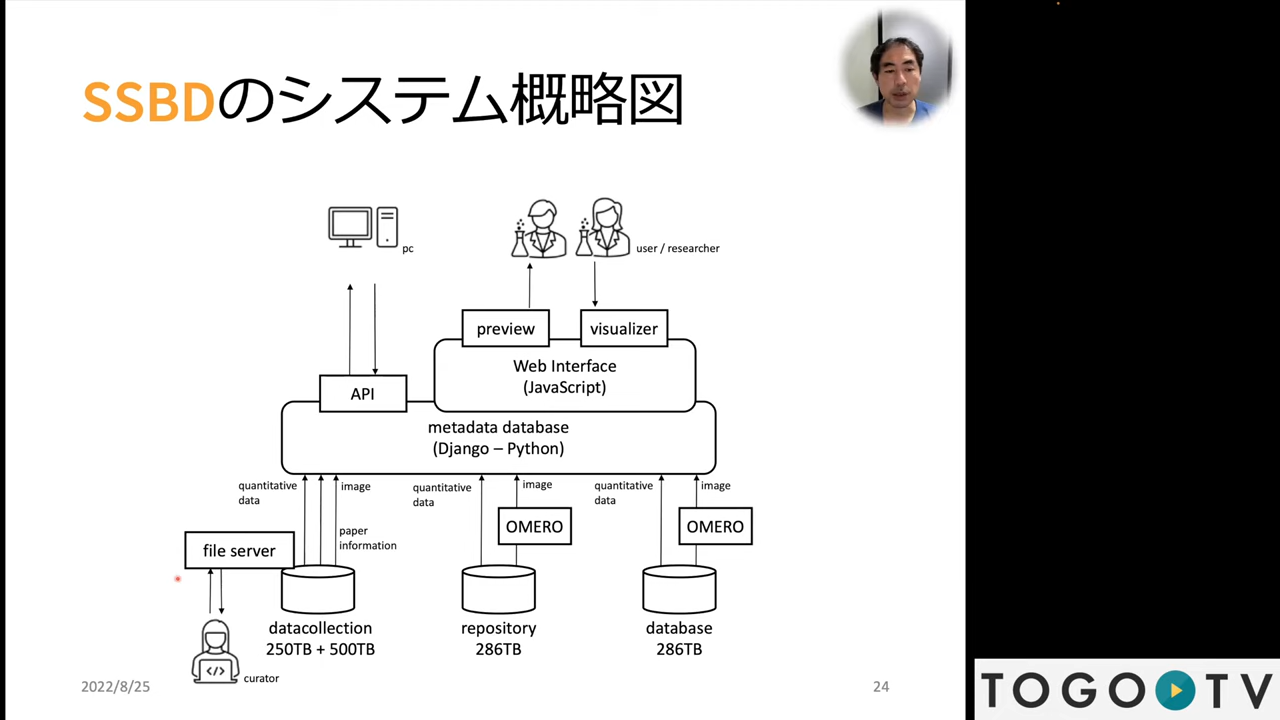 SSBDのシステム概略図
pc
user / researcher
preview
visualizer
Web Interface
(JavaScript)
API
metadata database
(Django – Python)
quantitative
data
image
paper
information
quantitative
data
image
quantitative
data
image
OMERO
OMERO
file server
datacollection
250TB + 500TB
repository
286TB
database
286TB
curator
2022/8/25
24
TOGO TV